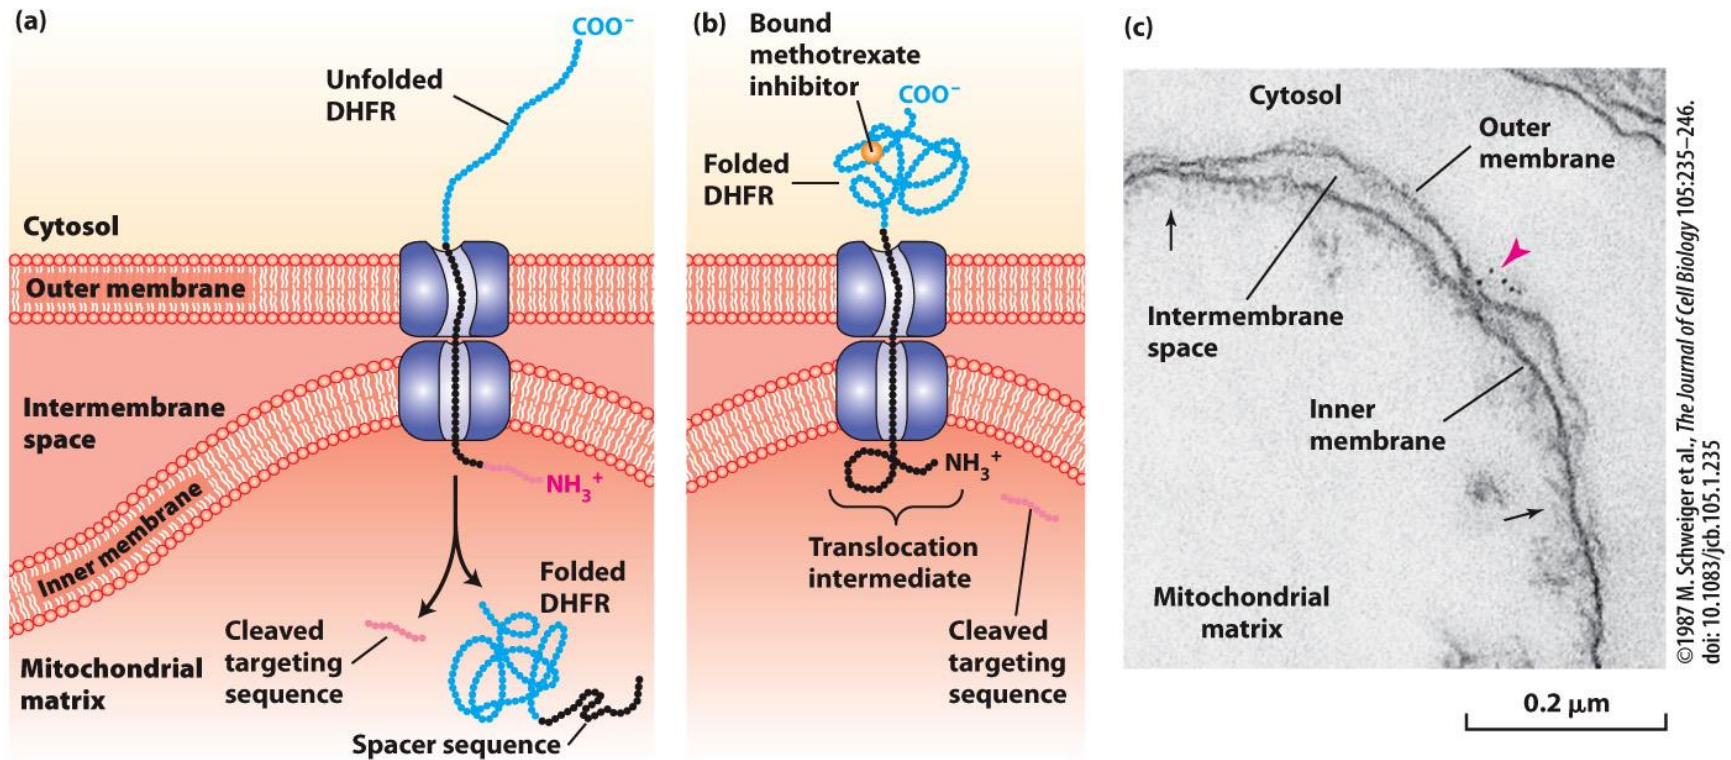 (a)
COO⁻
Unfolded
DHFR
Cytosol
Outer membrane
Intermembrane
space
Inner membrane
NH₃⁺
Folded
DHFR
Cleaved
targeting
sequence
Mitochondrial
matrix
Spacer sequence
(b)
Bound
methotrexate
inhibitor
COO⁻
Folded
DHFR
NH₃⁺
Translocation
intermediate
Cleaved
targeting
sequence
(c)
Cytosol
Outer
membrane
Intermembrane
space
Inner
membrane
Mitochondrial
matrix
0.2 μm
©1987 M. Schweiger et al., The Journal of Cell Biology 105:235–246.
doi: 10.1083/jcb.105.1.235